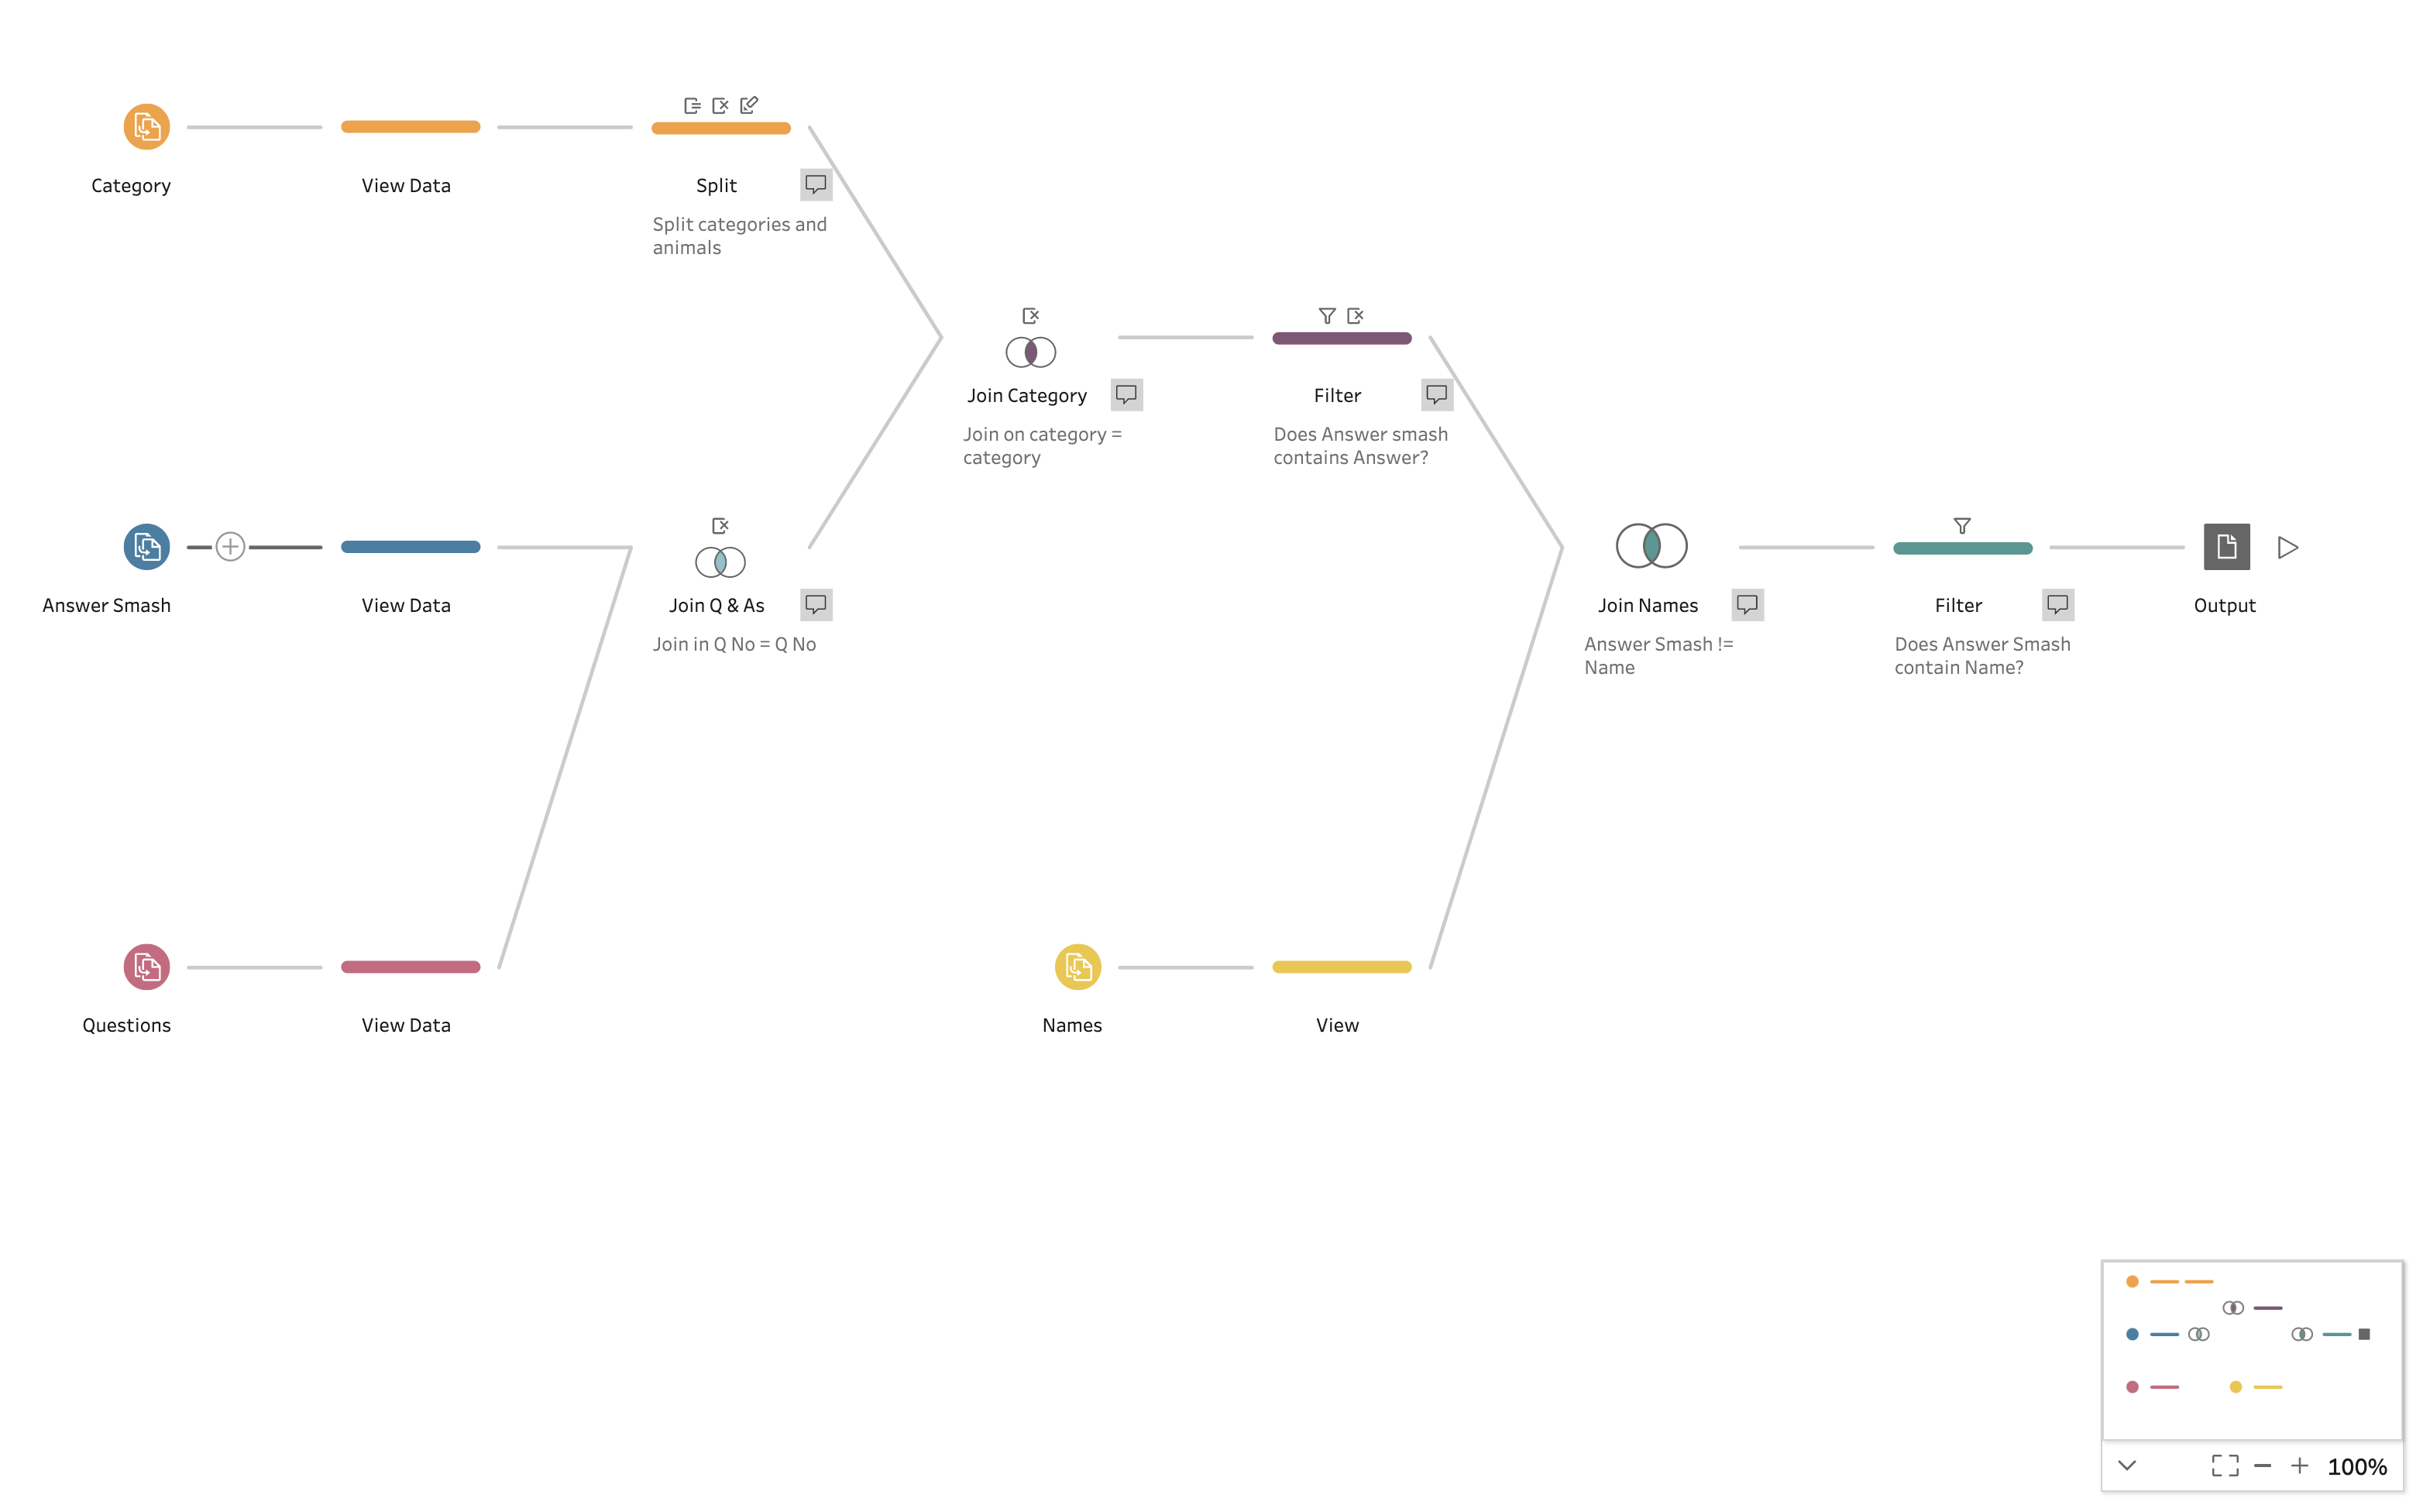 Category
View Data
Split
Split categories and
animals
Join Category
Join on category =
category
Filter
Does Answer smash
contains Answer?
Answer Smash
View Data
Join Q & As
Join in Q No = Q No
Join Names
Answer Smash !=
Name
Filter
Does Answer Smash
contain Name?
Output
Questions
View Data
Names
View
100%